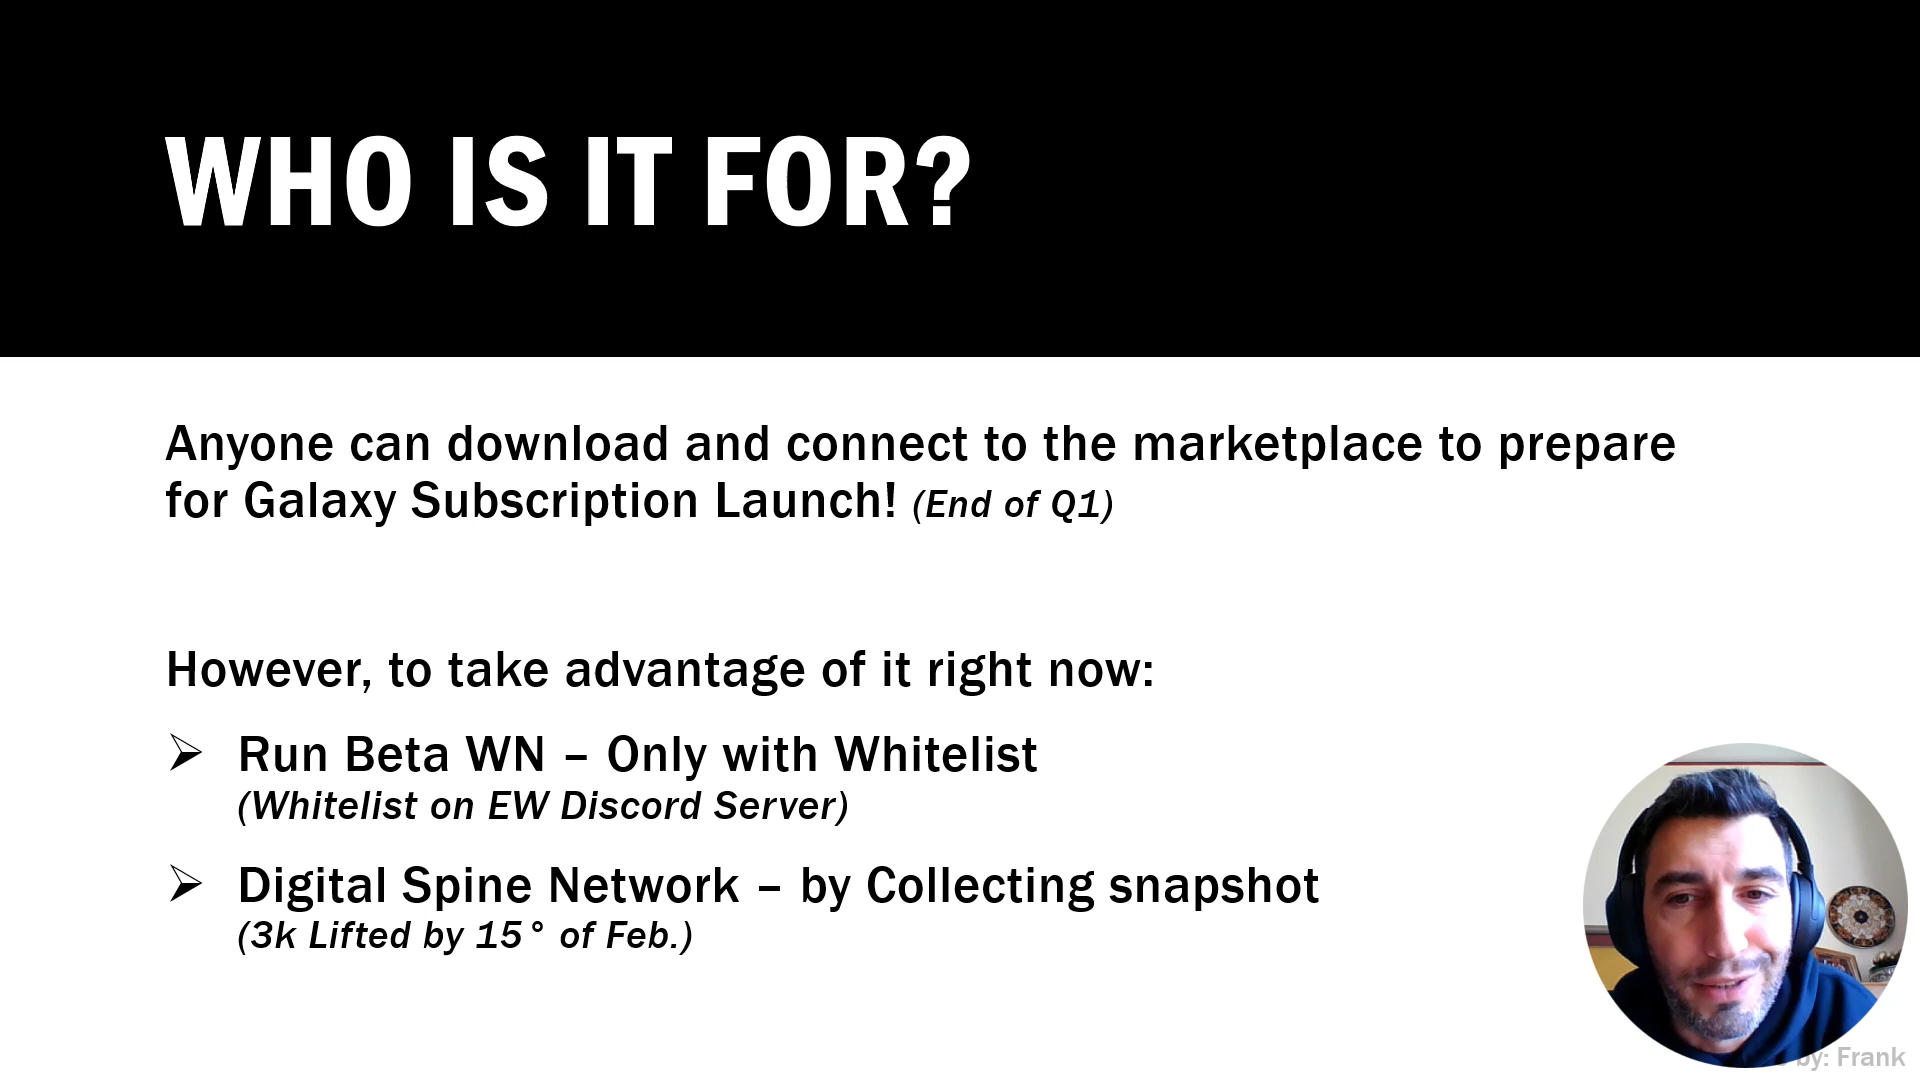 WHO IS IT FOR?
Anyone can download and connect to the marketplace to prepare
for Galaxy Subscription Launch! (End of Q1)
However, to take advantage of it right now:
➢ Run Beta WN – Only with Whitelist
(Whitelist on EW Discord Server)
➢ Digital Spine Network – by Collecting snapshot
(3k Lifted by 15° of Feb.)
by: Frank